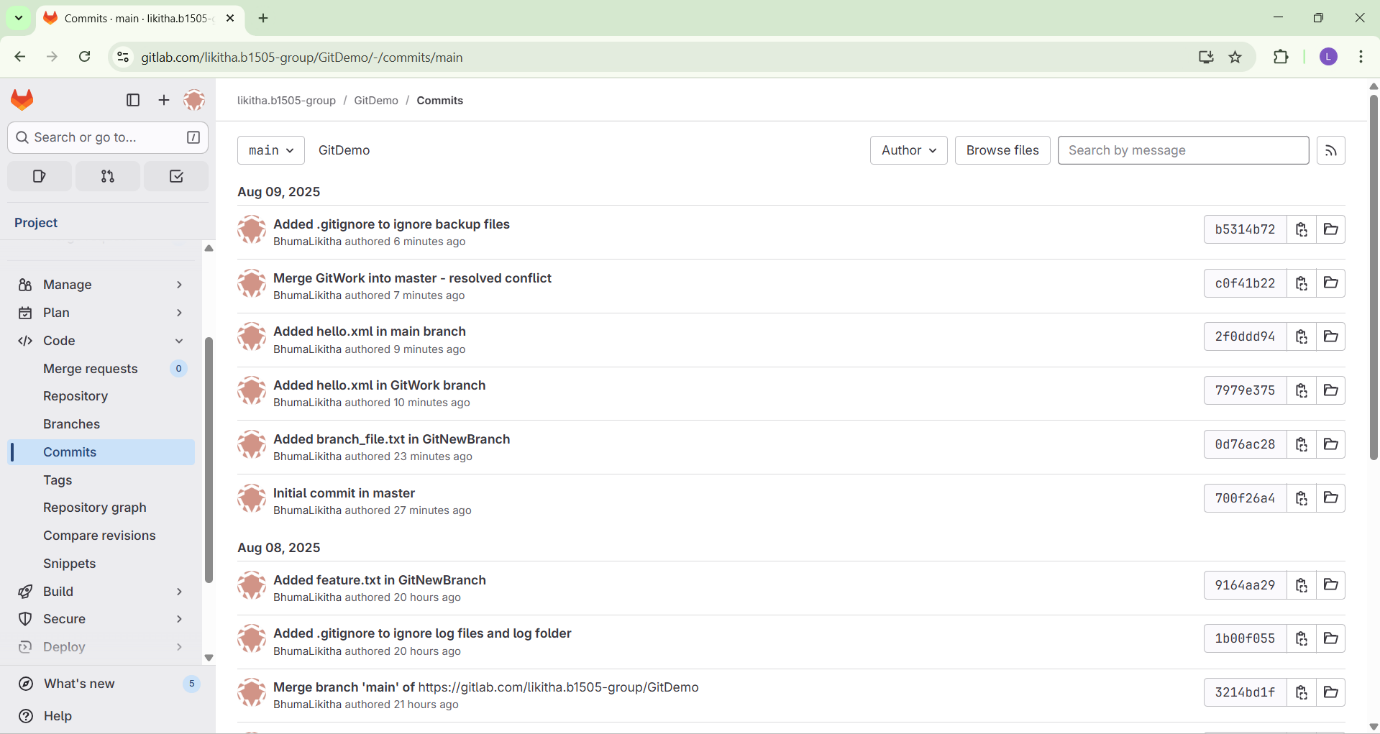 Commits · main · likitha.b1505-g
gitlab.com/likitha.b1505-group/GitDemo/-/commits/main
L
Search or go to...
/
Project
Manage
Plan
Code
Merge requests 0
Repository
Branches
Commits
Tags
Repository graph
Compare revisions
Snippets
Build
Secure
Deploy
What's new 5
Help
likitha.b1505-group / GitDemo / Commits
main GitDemo Author Browse files Search by message
Aug 09, 2025
Added .gitignore to ignore backup files
BhumaLikitha authored 6 minutes ago
b5314b72
Merge GitWork into master - resolved conflict
BhumaLikitha authored 7 minutes ago
c0f41b22
Added hello.xml in main branch
BhumaLikitha authored 9 minutes ago
2f0ddd94
Added hello.xml in GitWork branch
BhumaLikitha authored 10 minutes ago
7979e375
Added branch_file.txt in GitNewBranch
BhumaLikitha authored 23 minutes ago
0d76ac28
Initial commit in master
BhumaLikitha authored 27 minutes ago
700f26a4
Aug 08, 2025
Added feature.txt in GitNewBranch
BhumaLikitha authored 20 hours ago
9164aa29
Added .gitignore to ignore log files and log folder
BhumaLikitha authored 20 hours ago
1b00f055
Merge branch 'main' of https://gitlab.com/likitha.b1505-group/GitDemo
BhumaLikitha authored 21 hours ago
3214bd1f